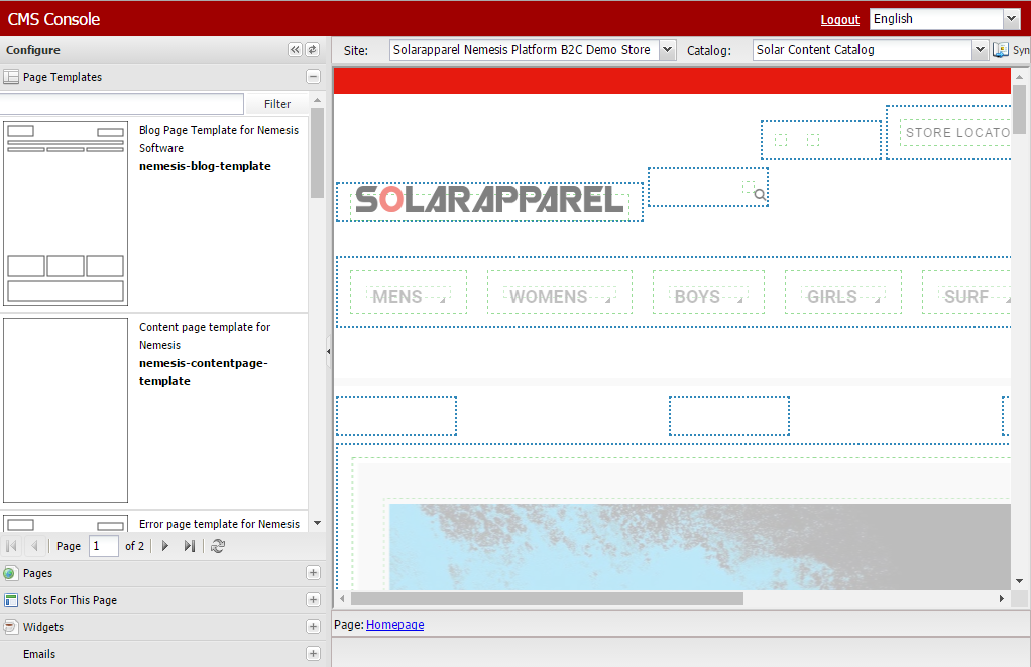 CMS Console
Logout
English
Configure
Site:
Solarapparel Nemesis Platform B2C Demo Store
Catalog:
Solar Content Catalog
Syn
Page Templates
Filter
Blog Page Template for Nemesis
Software
nemesis-blog-template
Content page template for
Nemesis
nemesis-contentpage-
template
Error page template for Nemesis
Page 1 of 2
Pages
Slots For This Page
Widgets
Emails
STORE LOCATO
SOLARAPPAREL
MENS
WOMENS
BOYS
GIRLS
SURF
Page: Homepage